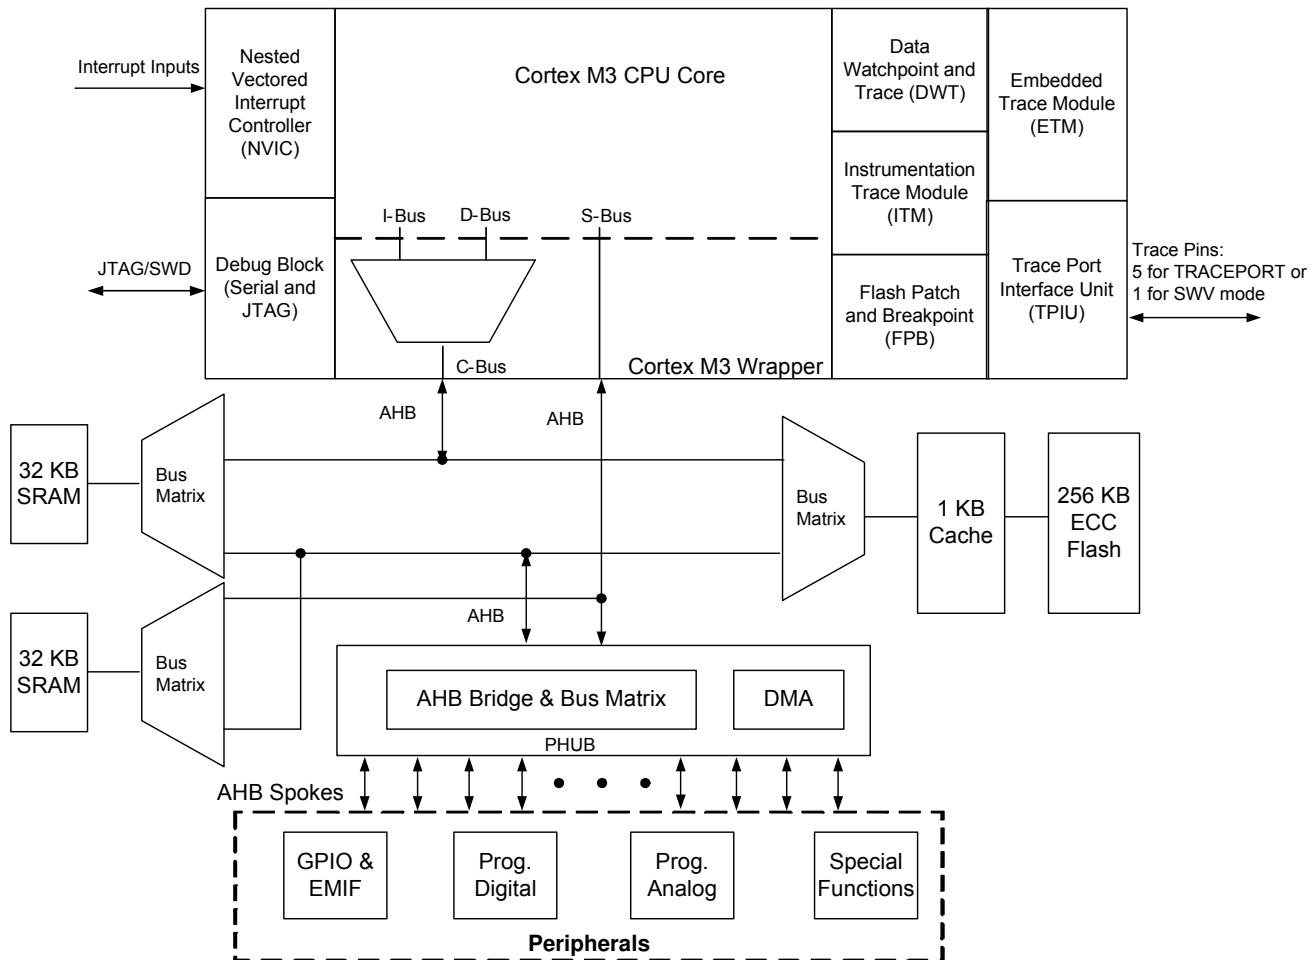 Interrupt Inputs
Nested
Vectored
Interrupt
Controller
(NVIC)
Cortex M3 CPU Core
Data
Watchpoint and
Trace (DWT)
Embedded
Trace Module
(ETM)
Instrumentation
Trace Module
(ITM)
I-Bus
D-Bus
S-Bus
JTAG/SWD
Debug Block
(Serial and
JTAG)
Flash Patch
and Breakpoint
(FPB)
Trace Port
Interface Unit
(TPIU)
Trace Pins:
5 for TRACEPORT or
1 for SWV mode
C-Bus
Cortex M3 Wrapper
AHB
AHB
32 KB
SRAM
Bus
Matrix
Bus
Matrix
1 KB
Cache
256 KB
ECC
Flash
AHB
32 KB
SRAM
Bus
Matrix
AHB Bridge & Bus Matrix
DMA
PHUB
AHB Spokes
GPIO &
EMIF
Prog.
Digital
Prog.
Analog
Special
Functions
Peripherals